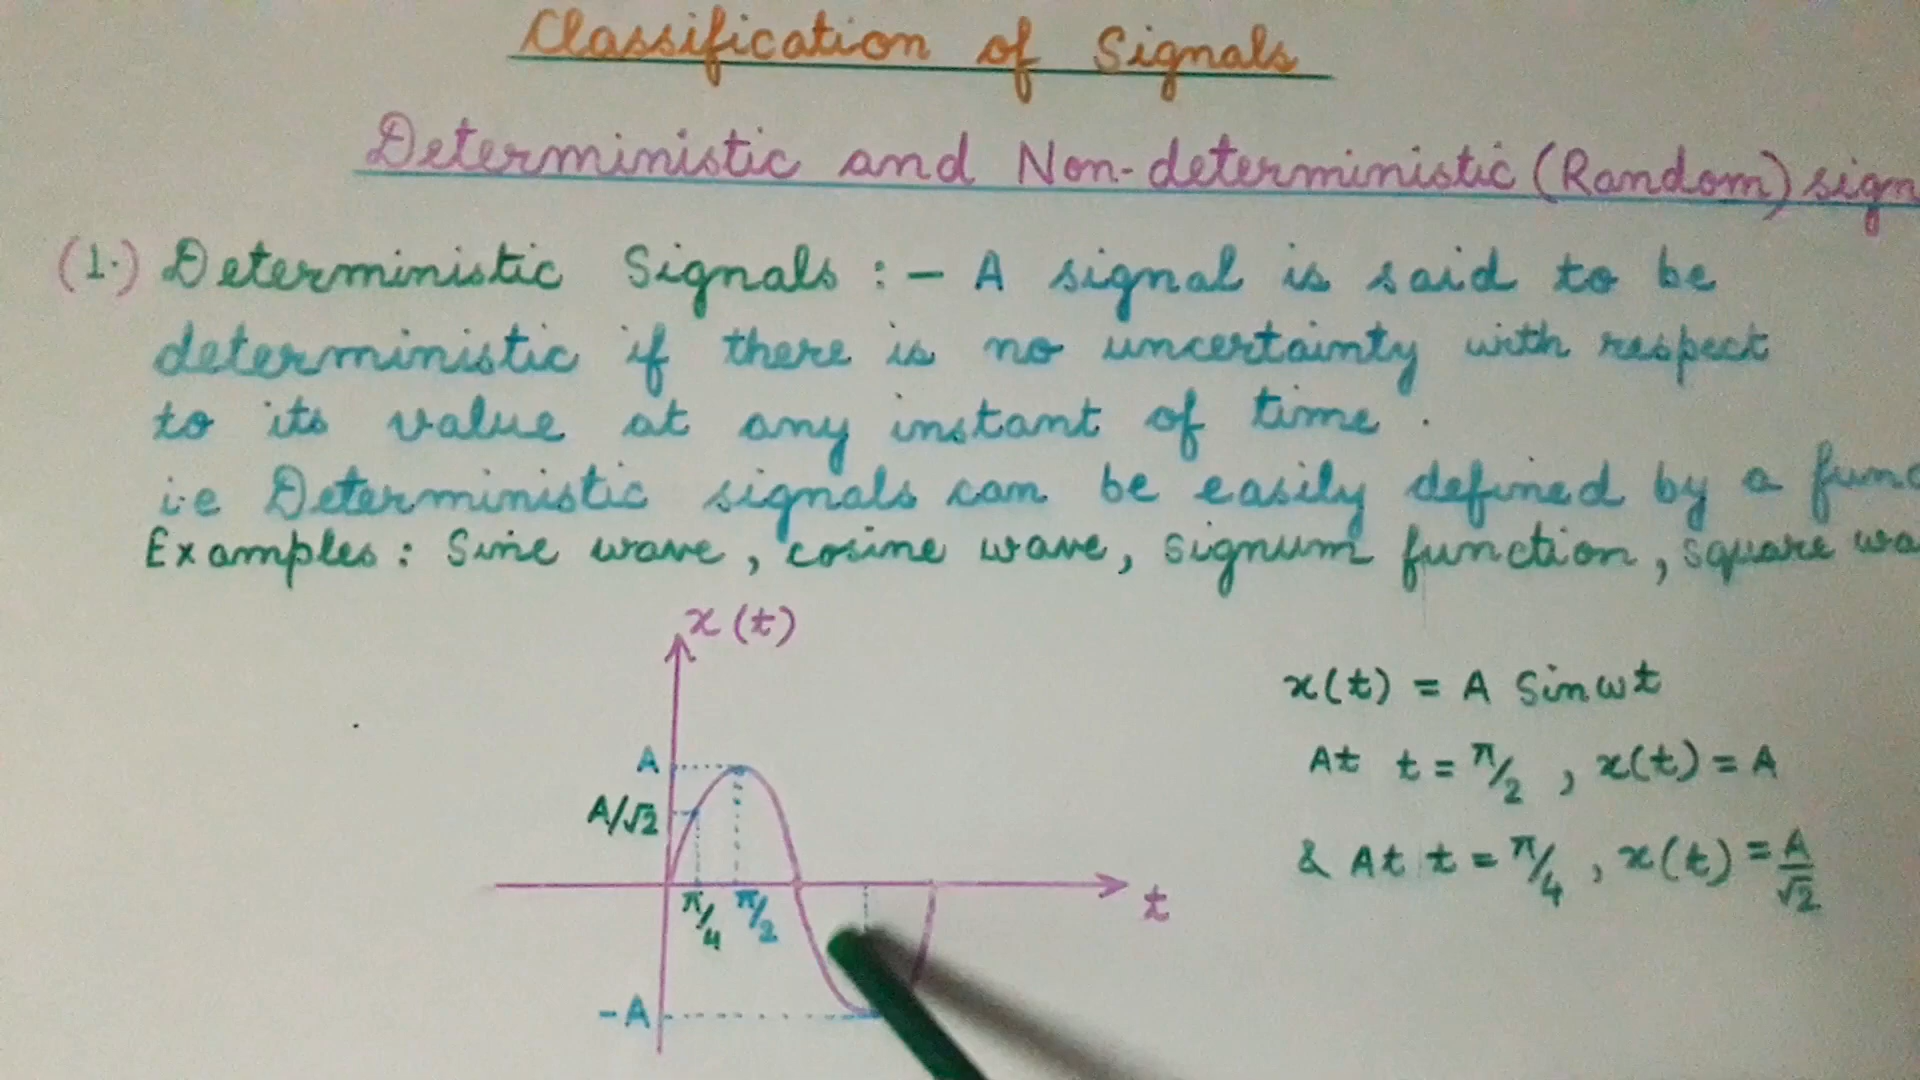 Classification of Signals
Deterministic and Non-deterministic (Random) sign
(1.) Deterministic Signals : - A signal is said to be
deterministic if there is no uncertainty with respect
to its value at any instant of time .
i.e Deterministic signals can be easily defined by a func
Examples : Sine wave , cosine wave , signum function , square wa
x(t)
x(t) = A Sin ωt
A
At t = π/2 , x(t) = A
A/√2
& At t = π/4 , x(t) = A/√2
π/4 π/2
t
-A